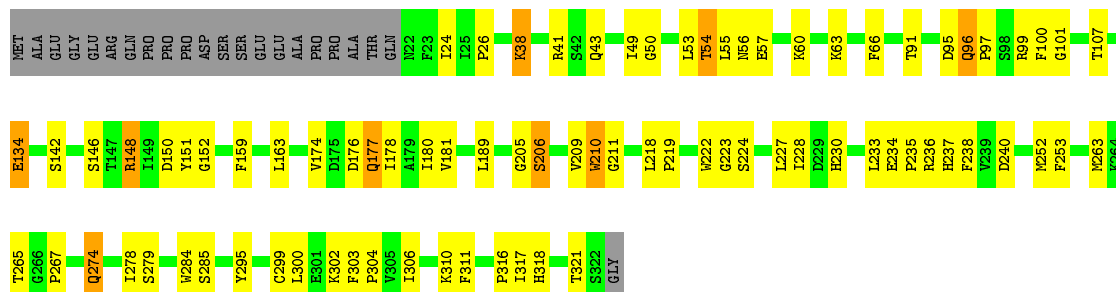 MET ALA GLU GLY GLU ARG GLN PRO PRO PRO ASP SER SER GLU GLU ALA PRO PRO ALA THR GLN N22 F23 I24 I25 P26 K38 R41 S42 Q43 I49 G50 L53 T54 L55 N56 E57 K60 K63 F66 T91 D95 Q96 P97 S98 R99 F100 G101 T107
E134 S142 S146 T147 R148 I149 D150 Y151 G152 F159 L163 V174 D175 D176 Q177 I178 A179 I180 V181 L189 G205 S206 V209 W210 G211 L218 P219 W222 G223 S224 L227 I228 D229 H230 L233 E234 P235 R236 H237 F238 V239 D240 M252 F253 M263 K264
T265 G266 P267 Q274 I278 S279 W284 S285 Y295 C299 L300 E301 K302 F303 P304 V305 I306 K310 F311 P316 I317 H318 T321 S322 GLY